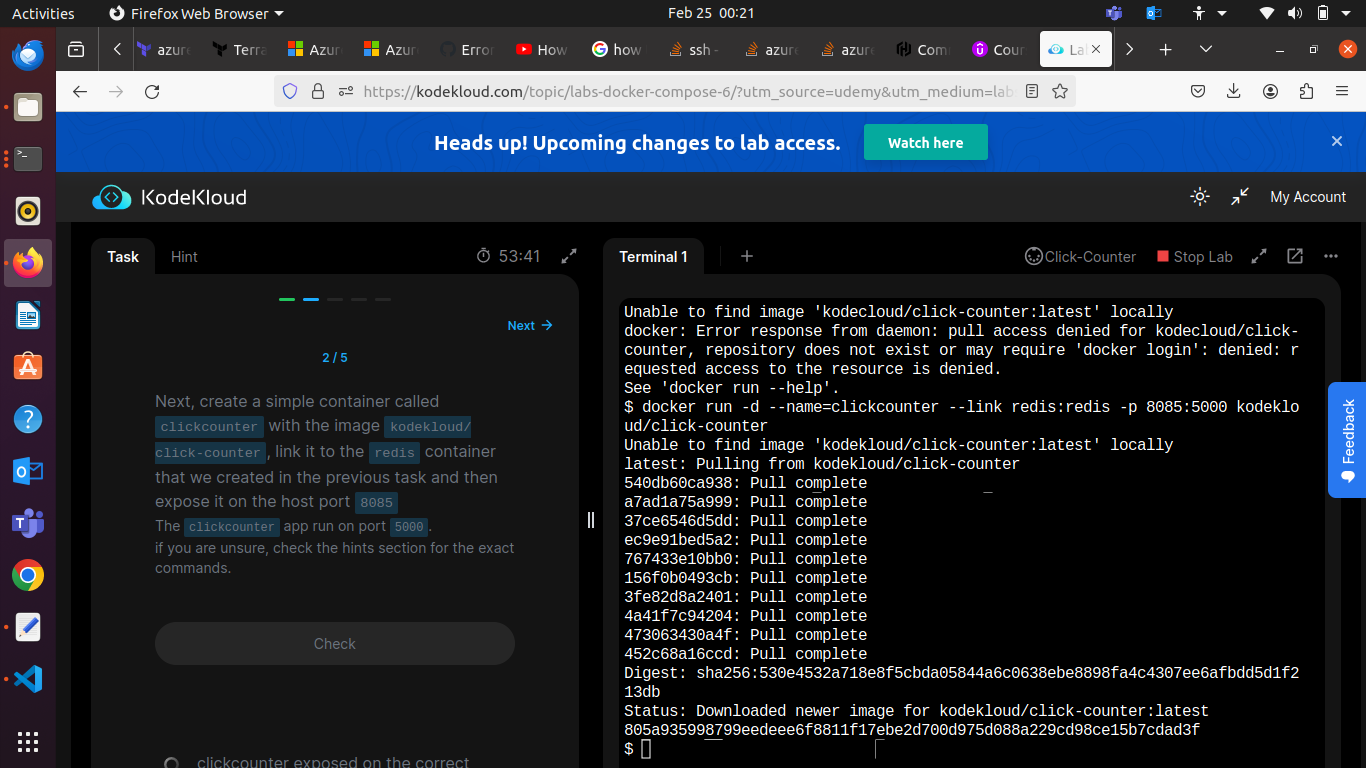 Activities
Firefox Web Browser
Feb 25 00:21
azure
Terra
Azur
Azur
Erro
How
how
ssh -
azur
azur
Com
Cour
La
https://kodekloud.com/topic/labs-docker-compose-6/?utm_source=udemy&utm_medium=lab
Heads up! Upcoming changes to lab access.
Watch here
KodeKloud
My Account
Task
Hint
53:41
Terminal 1
Click-Counter
Stop Lab
Next
2 / 5
Next, create a simple container called
clickcounter with the image kodekloud/
click-counter, link it to the redis container
that we created in the previous task and then
expose it on the host port 8085
The clickcounter app run on port 5000.
if you are unsure, check the hints section for the exact
commands.
Check
clickcounter exposed on the correct
Unable to find image 'kodecloud/click-counter:latest' locally
docker: Error response from daemon: pull access denied for kodecloud/click-
counter, repository does not exist or may require 'docker login': denied: r
equested access to the resource is denied.
See 'docker run --help'.
$ docker run -d --name=clickcounter --link redis:redis -p 8085:5000 kodeklo
ud/click-counter
Unable to find image 'kodekloud/click-counter:latest' locally
latest: Pulling from kodekloud/click-counter
540db60ca938: Pull complete
a7ad1a75a999: Pull complete
37ce6546d5dd: Pull complete
ec9e91bed5a2: Pull complete
767433e10bb0: Pull complete
156f0b0493cb: Pull complete
3fe82d8a2401: Pull complete
4a41f7c94204: Pull complete
473063430a4f: Pull complete
452c68a16ccd: Pull complete
Digest: sha256:530e4532a718e8f5cbda05844a6c0638ebe8898fa4c4307ee6afbdd5d1f2
13db
Status: Downloaded newer image for kodekloud/click-counter:latest
805a935998799eedeee6f8811f17ebe2d700d975d088a229cd98ce15b7cdad3f
$
Feedback